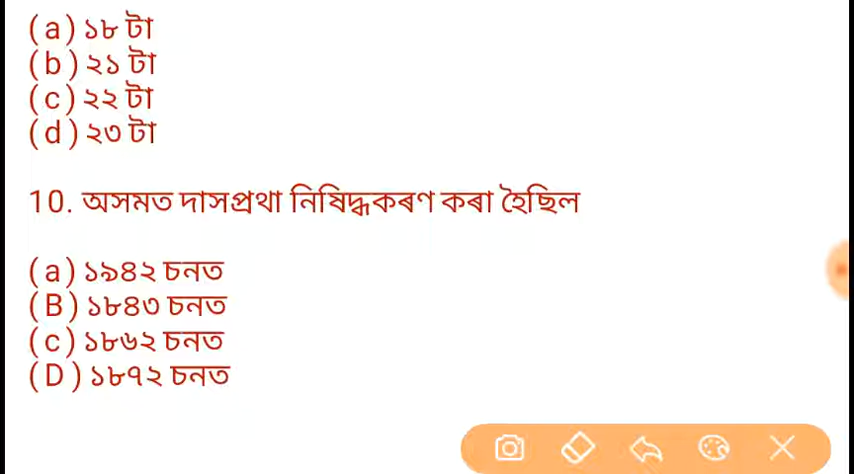 (a) ১৮ টা
(b) ২১ টা
(c) ২২ টা
(d) ২৩ টা
10. অসমত দাসপ্ৰথা নিষিদ্ধকৰণ কৰা হৈছিল
(a) ১৯৪২ চনত
(B) ১৮৪৩ চনত
(c) ১৮৬২ চনত
(D) ১৮৭২ চনত